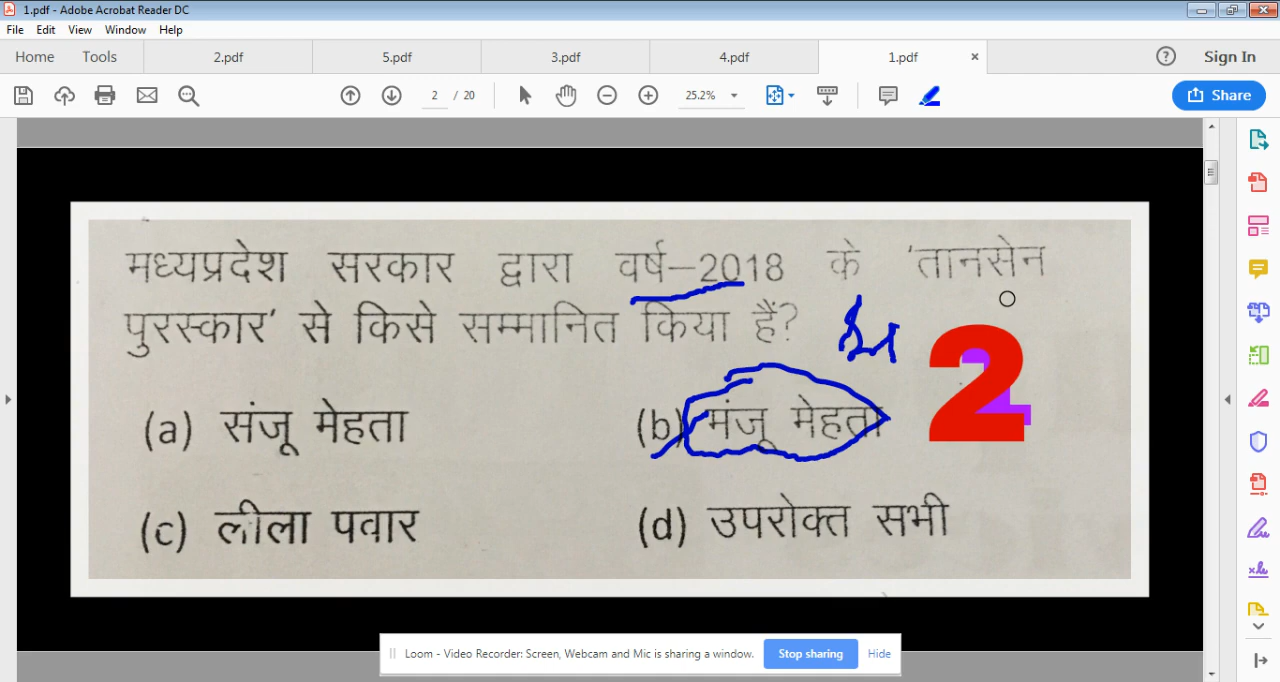 1.pdf - Adobe Acrobat Reader DC
File Edit View Window Help
Home Tools 2.pdf 5.pdf 3.pdf 4.pdf 1.pdf × ? Sign In
2 / 20 25.2% Share
मध्यप्रदेश सरकार द्वारा वर्ष–2018 के 'तानसेन
पुरस्कार' से किसे सम्मानित किया हैं?
2
(a) संजू मेहता (b) मंजू मेहता
(c) लीला पवार (d) उपरोक्त सभी
Loom - Video Recorder: Screen, Webcam and Mic is sharing a window. Stop sharing Hide